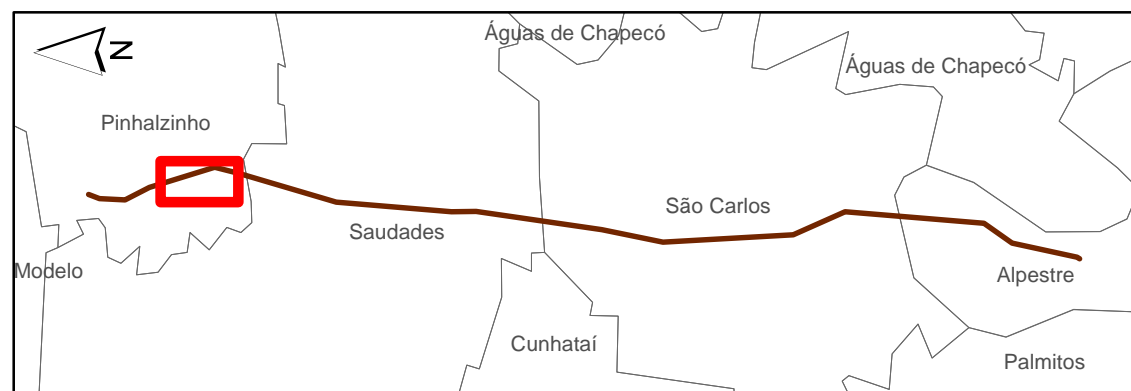 Águas de Chapecó
N
Águas de Chapecó
Pinhalzinho
São Carlos
Saudades
Modelo
Alpestre
Cunhataí
Palmitos